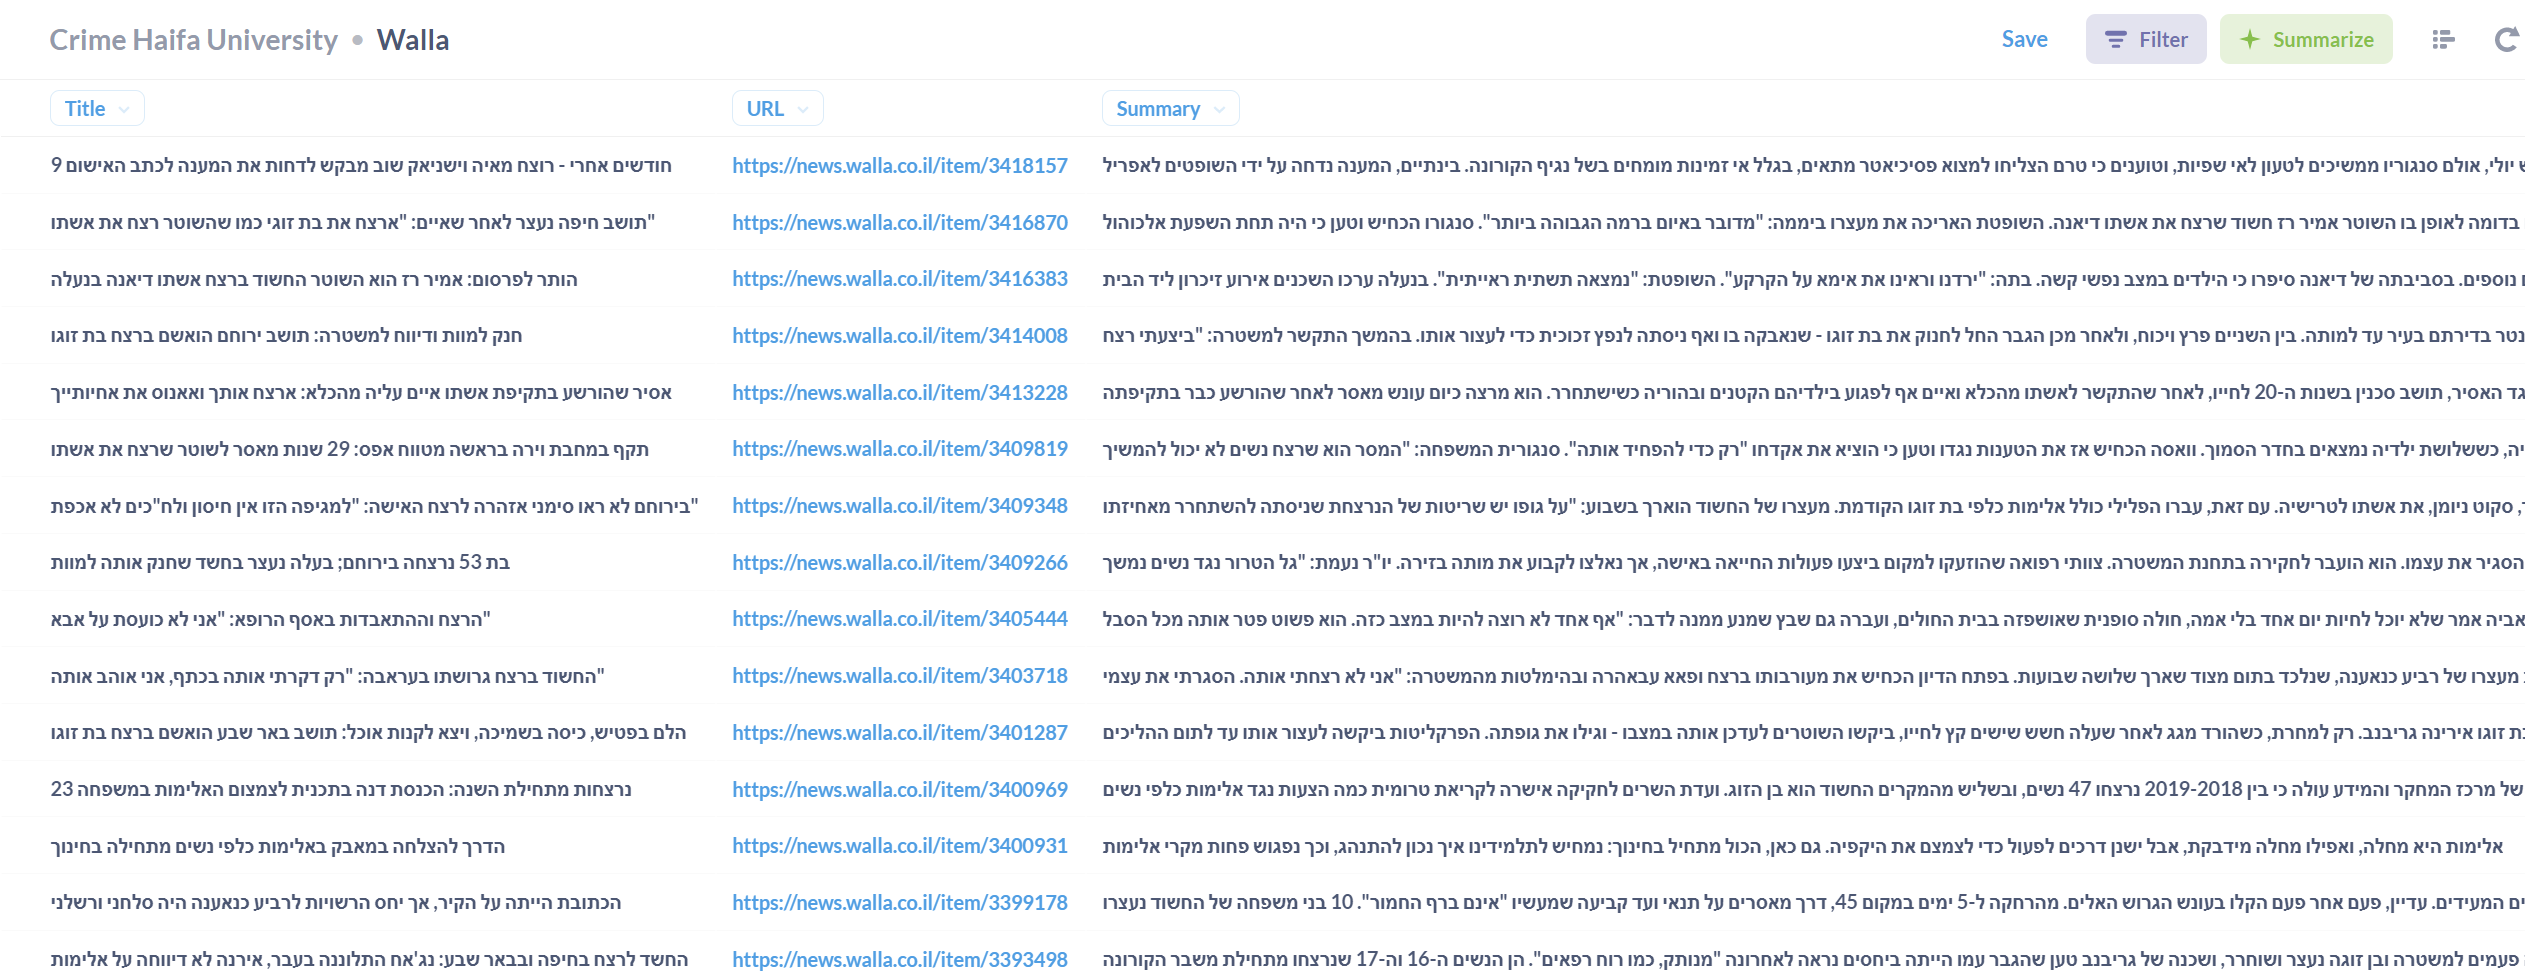 Crime Haifa University • Walla
Save Filter Summarize
Title URL Summary
9 חודשים אחרי - רוצח מאיה וישניאק שוב מבקש לדחות את המענה לכתב האישום
https://news.walla.co.il/item/3418157
יולי, אולם סנגוריו ממשיכים לטעון לאי שפיות, וטוענים כי טרם הצליחו למצוא פסיכיאטר מתאים, בגלל אי זמינות מומחים בשל נגיף הקורונה. בינתיים, המענה נדחה על ידי השופטים לאפריל
תושב חיפה נעצר לאחר שאיים: "ארצח את בת זוגי כמו שהשוטר רצח את אשתו"
https://news.walla.co.il/item/3416870
בדומה לאופן בו השוטר אמיר רז חשוד שרצח את אשתו דיאנה. השופטת האריכה את מעצרו ביממה: "מדובר באיום ברמה הגבוהה ביותר". סנגורו הכחיש וטען כי היה תחת השפעת אלכוהול
הותר לפרסום: אמיר רז הוא השוטר החשוד ברצח אשתו דיאנה בנעלה
https://news.walla.co.il/item/3416383
נוספים. בסביבתה של דיאנה סיפרו כי הילדים במצב נפשי קשה. בתה: "ירדנו וראינו את אימא על הקרקע". השופטת: "נמצאה תשתית ראייתית". בנעלה ערכו השכנים אירוע זיכרון ליד הבית
חנק למוות ודיווח למשטרה: תושב ירוחם הואשם ברצח בת זוגו
https://news.walla.co.il/item/3414008
בדירתם בעיר עד למותה. בין השניים פרץ ויכוח, ולאחר מכן הגבר החל לחנוק את בת זוגו - שנאבקה בו ואף ניסתה לנפץ זכוכית כדי לעצור אותו. בהמשך התקשר למשטרה: "ביצעתי רצח
אסיר שהורשע בתקיפת אשתו איים עליה מהכלא: ארצח אותך ואאנוס את אחיותייך
https://news.walla.co.il/item/3413228
האסיר, תושב סכנין בשנות ה-20 לחייו, לאחר שהתקשר לאשתו מהכלא ואיים אף לפגוע בילדיהם הקטנים ובהוריה כשישתחרר. הוא מרצה כיום עונש מאסר לאחר שהורשע כבר בתקיפתה
תקף במחבת וירה בראשה מטווח אפס: 29 שנות מאסר לשוטר שרצח את אשתו
https://news.walla.co.il/item/3409819
כששלושת ילדיה נמצאים בחדר הסמוך. וואסה הכחיש אז את הטענות נגדו וטען כי הוציא את אקדחו "רק כדי להפחיד אותה". סנגורית המשפחה: "המסר הוא שרצח נשים לא יכול להמשיך
בירוחם לא ראו סימני אזהרה לרצח האישה: "למגיפה הזו אין חיסון ולח"כים לא אכפת"
https://news.walla.co.il/item/3409348
סקוט ניומן, את אשתו לטרישיה. עם זאת, עברו הפלילי כולל אלימות כלפי בת זוגו הקודמת. מעצרו של החשוד הוארך בשבוע: "על גופו יש שריטות של הנרצחת שניסתה להשתחרר מאחיזתו
בת 53 נרצחה בירוחם; בעלה נעצר בחשד שחנק אותה למוות
https://news.walla.co.il/item/3409266
הסגיר את עצמו. הוא הועבר לחקירה בתחנת המשטרה. צוותי רפואה שהוזעקו למקום ביצעו פעולות החייאה באישה, אך נאלצו לקבוע את מותה בזירה. יו"ר נעמת: "גל הטרור נגד נשים נמשך
הרצח וההתאבדות באסף הרופא: "אני לא כועסת על אבא"
https://news.walla.co.il/item/3405444
אביה אמר שלא יוכל לחיות יום אחד בלי אמה, חולה סופנית שאושפזה בבית החולים, ועברה גם שבץ שמנע ממנה לדבר: "אף אחד לא רוצה להיות במצב כזה. הוא פשוט פטר אותה מכל הסבל
החשוד ברצח גרושתו בעראבה: "רק דקרתי אותה בכתף, אני אוהב אותה"
https://news.walla.co.il/item/3403718
מעצרו של רביע כנאענה, שנלכד בתום מצוד שארך שלושה שבועות. בפתח הדיון הכחיש את מעורבותו ברצח ופאא עבאהרה ובהימלטות מהמשטרה: "אני לא רצחתי אותה. הסגרתי את עצמי
הלם בפטיש, כיסה בשמיכה, ויצא לקנות אוכל: תושב באר שבע הואשם ברצח בת זוגו
https://news.walla.co.il/item/3401287
זוגו אירינה גריבנב. רק למחרת, כשהורד מגג לאחר שעלה חשש שישים קץ לחייו, ביקשו השוטרים לעדכן אותה במצבו - וגילו את גופתה. הפרקליטות ביקשה לעצור אותו עד לתום ההליכים
23 נרצחות מתחילת השנה: הכנסת דנה בתכנית לצמצום האלימות במשפחה
https://news.walla.co.il/item/3400969
של מרכז המחקר והמידע עולה כי בין 2019-2018 נרצחו 47 נשים, ובשליש מהמקרים החשוד הוא בן הזוג. ועדת השרים לחקיקה אישרה לקריאת טרומית כמה הצעות נגד אלימות כלפי נשים
הדרך להצלחה במאבק באלימות כלפי נשים מתחילה בחינוך
https://news.walla.co.il/item/3400931
אלימות היא מחלה, ואפילו מחלה מידבקת, אבל ישנן דרכים לפעול כדי לצמצם את היקפיה. גם כאן, הכול מתחיל בחינוך: נמחיש לתלמידינו איך נכון להתנהג, וכך נפגוש פחות מקרי אלימות
הכתובת הייתה על הקיר, אך יחס הרשויות לרביע כנאענה היה סלחני ורשלני
https://news.walla.co.il/item/3399178
המעידים. עדיין, פעם אחר פעם הקלו בעונש הגרוש האלים. מהרחקה ל-5 ימים במקום 45, דרך מאסרים על תנאי ועד קביעה שמעשיו "אינם ברף החמור". 10 בני משפחה של החשוד נעצרו
החשד לרצח בחיפה ובבאר שבע: נג'אח התלוננה בעבר, אירנה לא דיווחה על אלימות
https://news.walla.co.il/item/3393498
פעמים למשטרה ובן זוגה נעצר ושוחרר, ושכנה של גריבנב טען שהגבר עמו הייתה ביחסים נראה לאחרונה "מנותק, כמו רוח רפאים". הן הנשים ה-16 וה-17 שנרצחו מתחילת משבר הקורונה